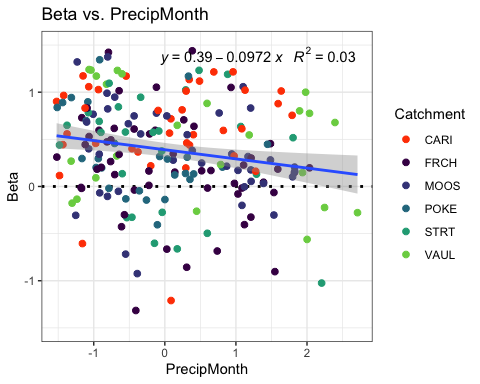 Beta vs. PrecipMonth
y = 0.39 – 0.0972 x R² = 0.03
1
0
-1
Beta
-1 0 1 2
PrecipMonth
Catchment
CARI
FRCH
MOOS
POKE
STRT
VAUL